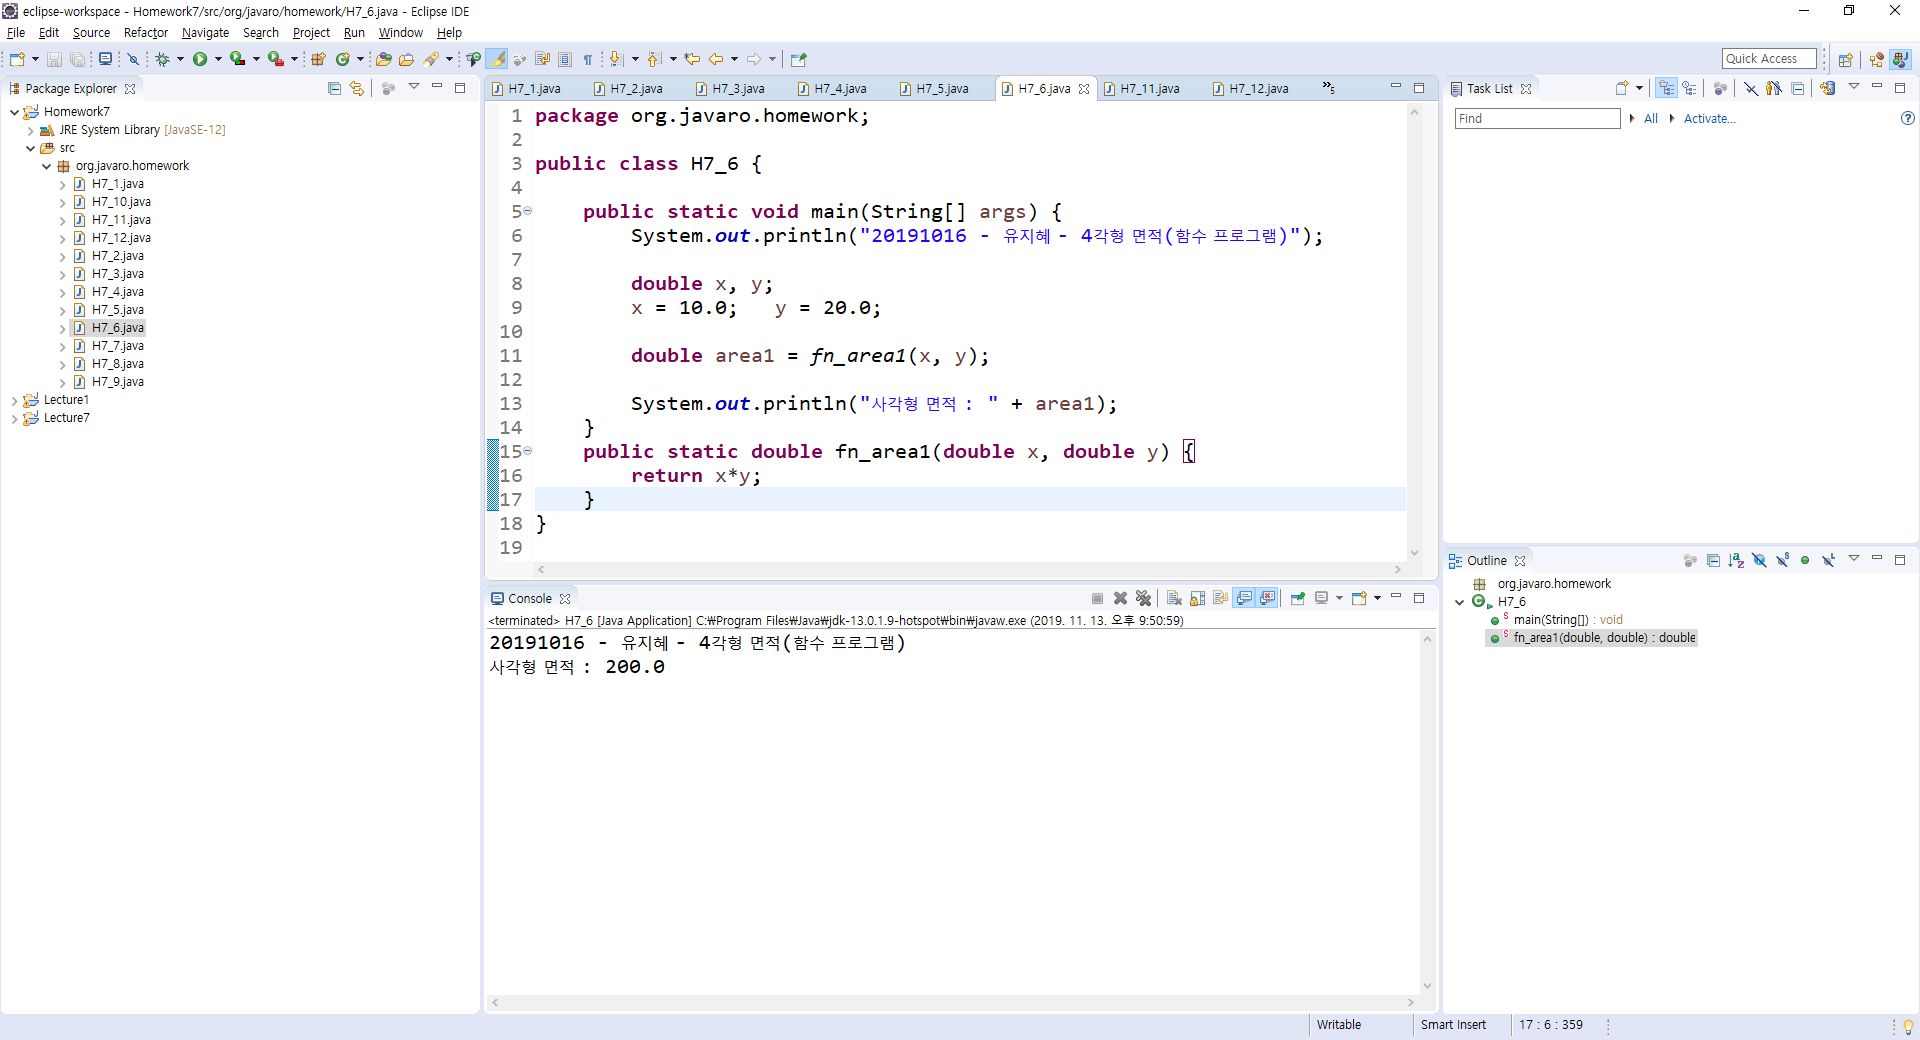 eclipse-workspace - Homework7/src/org/javaro/homework/H7_6.java - Eclipse IDE
File Edit Source Refactor Navigate Search Project Run Window Help
Quick Access
Package Explorer
Homework7
JRE System Library [JavaSE-12]
src
org.javaro.homework
H7_1.java
H7_10.java
H7_11.java
H7_12.java
H7_2.java
H7_3.java
H7_4.java
H7_5.java
H7_6.java
H7_7.java
H7_8.java
H7_9.java
Lecture1
Lecture7
H7_1.java H7_2.java H7_3.java H7_4.java H7_5.java H7_6.java H7_11.java H7_12.java »5
1 package org.javaro.homework;
2
3 public class H7_6 {
4
5 public static void main(String[] args) {
6 System.out.println("20191016 - 유지혜 - 4각형 면적(함수 프로그램)");
7
8 double x, y;
9 x = 10.0; y = 20.0;
10
11 double area1 = fn_area1(x, y);
12
13 System.out.println("사각형 면적 : " + area1);
14 }
15 public static double fn_area1(double x, double y) {
16 return x*y;
17 }
18 }
19
Console
<terminated> H7_6 [Java Application] C:₩Program Files₩Java₩jdk-13.0.1.9-hotspot₩bin₩javaw.exe (2019. 11. 13. 오후 9:50:59)
20191016 - 유지혜 - 4각형 면적(함수 프로그램)
사각형 면적 : 200.0
Task List
Find All Activate...
Outline
org.javaro.homework
H7_6
main(String[]) : void
fn_area1(double, double) : double
Writable Smart Insert 17 : 6 : 359